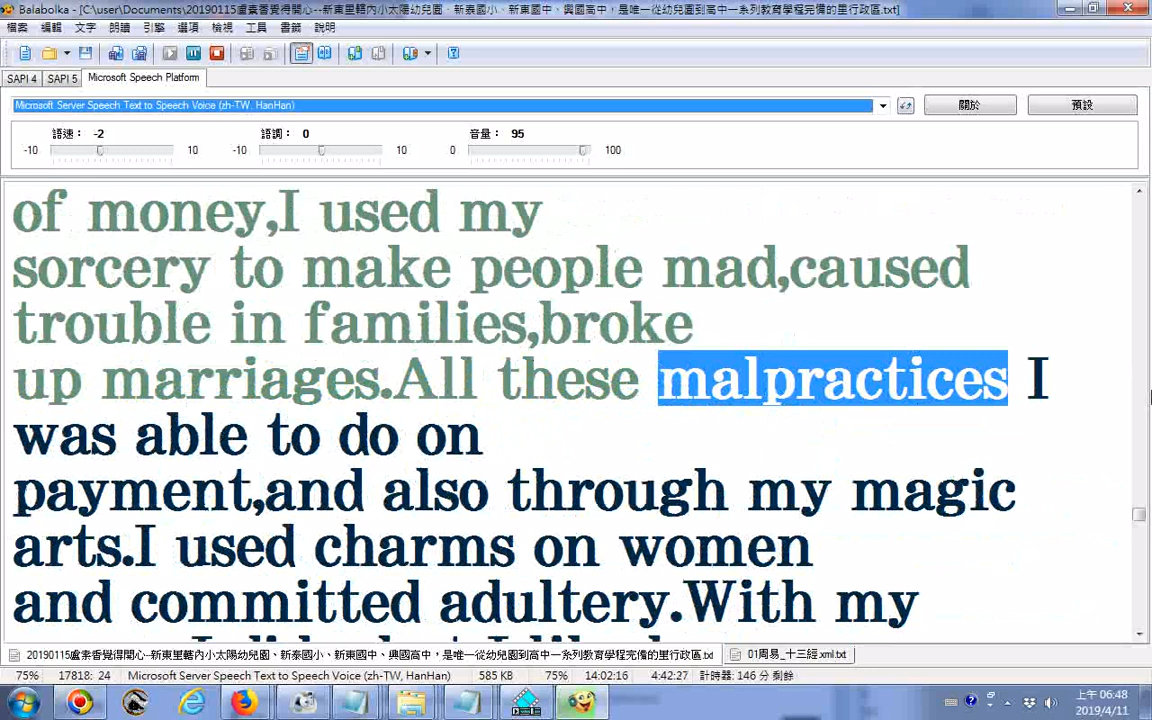 Balabolka - [C:\user\Documents\20190115盧素香覺得開心--新東里轄內小太陽幼兒園、新泰國小、新東國中、興國高中，是唯一從幼兒園到高中一系列教育學程完備的里行政區.txt]
檔案 編輯 文字 朗讀 引擎 選項 檢視 工具 書籤 說明
SAPI 4 SAPI 5 Microsoft Speech Platform
Microsoft Server Speech Text to Speech Voice (zh-TW, HanHan)
關於 預設
語速： -2 語調： 0 音量： 95
-10 10 -10 10 0 100
of money,I used my
sorcery to make people mad,caused
trouble in families,broke
up marriages.All these malpractices I
was able to do on
payment,and also through my magic
arts.I used charms on women
and committed adultery.With my
20190115盧素香覺得開心--新東里轄內小太陽幼兒園、新泰國小、新東國中、興國高中，是唯一從幼兒園到高中一系列教育學程完備的里行政區.txt 01周易_十三經.xml.txt
75% 17818: 24 Microsoft Server Speech Text to Speech Voice (zh-TW, HanHan) 585 KB 75% 14:02:16 4:42:27 計時器: 146 分 剩餘
上午 06:48
2019/4/11